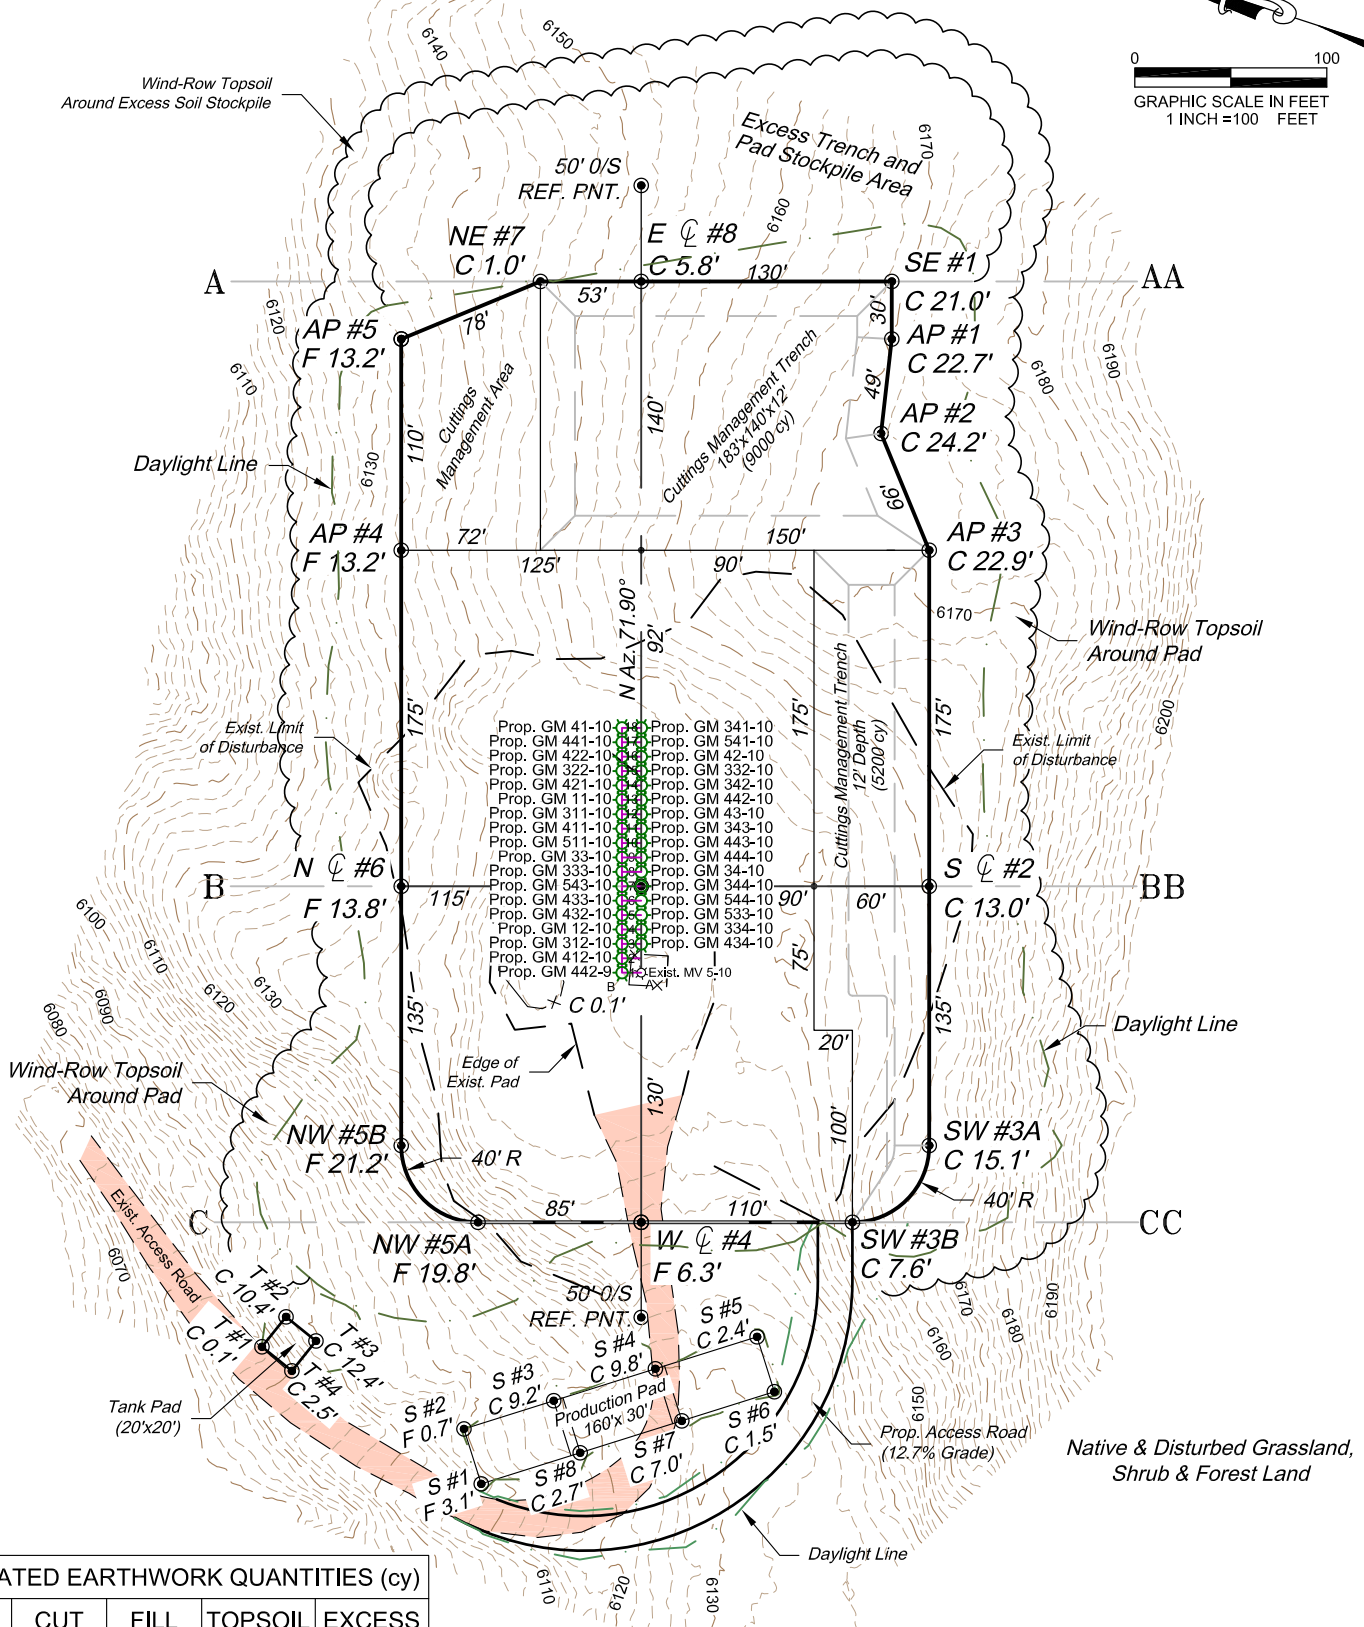 6150
6140
0
100
GRAPHIC SCALE IN FEET
1 INCH =100 FEET
Wind-Row Topsoil
Around Excess Soil Stockpile
Excess Trench and
Pad Stockpile Area
6170
6160
50' 0/S
REF. PNT.
NE #7
C 1.0'
E ℄ #8
C 5.8'
130'
SE #1
C 21.0'
A
AA
53'
30'
6120
78'
AP #5
F 13.2'
AP #1
C 22.7'
6190
6180
6110
49'
Cuttings
Management Area
Cuttings Management Trench
183'x140'x12'
(9000 cy)
140'
AP #2
C 24.2'
110'
Daylight Line
6130
66'
AP #4
F 13.2'
72'
125'
150'
90'
AP #3
C 22.9'
N Az. 71.90°
92'
6170
Wind-Row Topsoil
Around Pad
175'
175'
175'
6200
Cuttings Management Trench
12' Depth
(6200 cy)
Exist. Limit
of Disturbance
Exist. Limit
of Disturbance
Prop. GM 41-10
18
Prop. GM 341-10
Prop. GM 441-10
17
Prop. GM 541-10
Prop. GM 422-10
16
Prop. GM 42-10
Prop. GM 322-10
15
Prop. GM 332-10
Prop. GM 421-10
14
Prop. GM 342-10
Prop. GM 11-10
13
Prop. GM 442-10
Prop. GM 311-10
12
Prop. GM 43-10
Prop. GM 411-10
11
Prop. GM 343-10
Prop. GM 511-10
10
Prop. GM 443-10
Prop. GM 33-10
9
Prop. GM 444-10
Prop. GM 333-10
8
Prop. GM 34-10
Prop. GM 543-10
7
Prop. GM 344-10
Prop. GM 433-10
6
Prop. GM 544-10
Prop. GM 432-10
5
Prop. GM 533-10
Prop. GM 12-10
4
Prop. GM 334-10
Prop. GM 312-10
3
Prop. GM 434-10
Prop. GM 412-10
2
Prop. GM 442-9
1
Exist. MV 5-10
B
A
C 0.1'
N ℄ #6
F 13.8'
B
BB
115'
90'
60'
S ℄ #2
C 13.0'
6100
6110
6120
6130
6090
6080
75'
135'
135'
20'
Daylight Line
Edge of
Exist. Pad
Wind-Row Topsoil
Around Pad
130'
100'
NW #5B
F 21.2'
40' R
SW #3A
C 15.1'
40' R
Exist. Access Road
C
CC
85'
110'
NW #5A
F 19.8'
W ℄ #4
F 6.3'
SW #3B
C 7.6'
6070
50' 0/S
REF. PNT.
6170
6180
6190
6160
6150
T #2
C 10.4'
T #1
C 0.1'
T #3
C 12.4'
T #4
C 2.5'
Tank Pad
(20'x20')
S #5
C 2.4'
S #4
C 9.8'
S #3
C 9.2'
S #2
F 0.7'
Production Pad
160'x 30'
S #6
C 1.5'
S #7
C 7.0'
S #8
C 2.7'
S #1
F 3.1'
Prop. Access Road
(12.7% Grade)
Native & Disturbed Grassland,
Shrub & Forest Land
Daylight Line
6110
6120
6130
ATED EARTHWORK QUANTITIES (cy)
CUT FILL TOPSOIL EXCESS